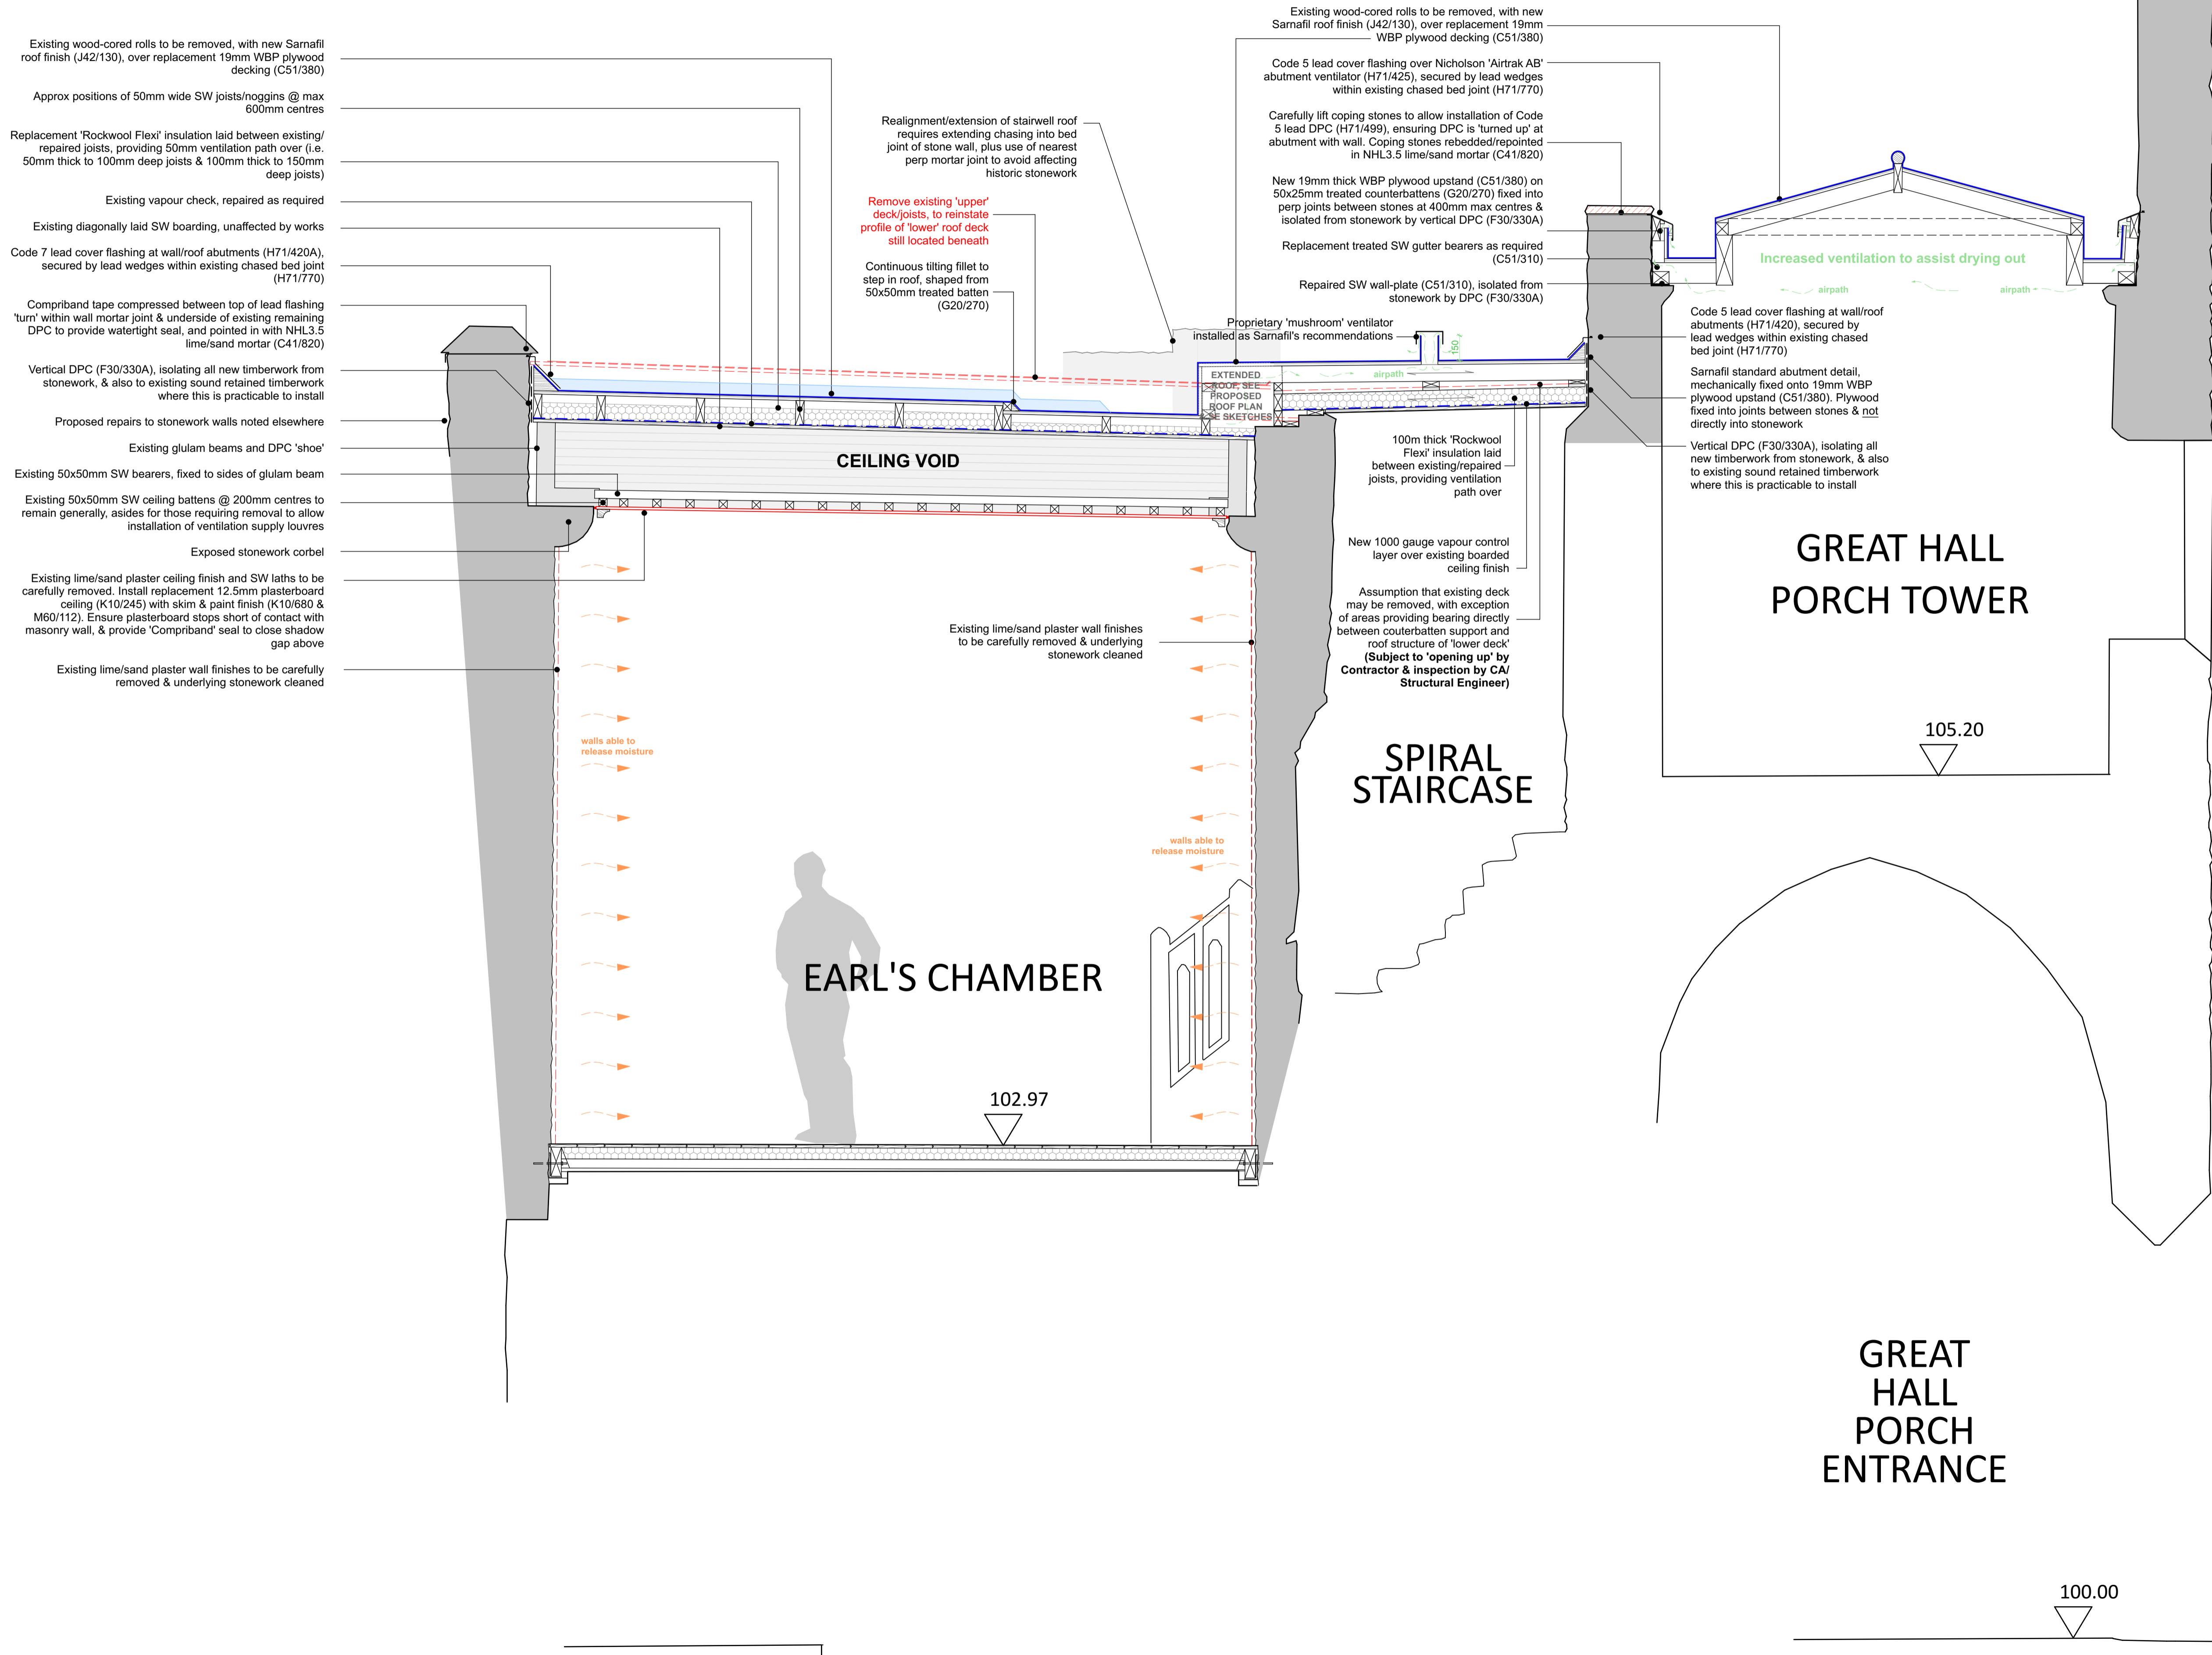 Existing wood-cored rolls to be removed, with new Sarnafil
roof finish (J42/130), over replacement 19mm WBP plywood
decking (C51/380)
Approx positions of 50mm wide SW joists/noggins @ max
600mm centres
Replacement 'Rockwool Flexi' insulation laid between existing/
repaired joists, providing 50mm ventilation path over (i.e.
50mm thick to 100mm deep joists & 100mm thick to 150mm
deep joists)
Existing vapour check, repaired as required
Existing diagonally laid SW boarding, unaffected by works
Code 7 lead cover flashing at wall/roof abutments (H71/420A),
secured by lead wedges within existing chased bed joint
(H71/770)
Compriband tape compressed between top of lead flashing
'turn' within wall mortar joint & underside of existing remaining
DPC to provide watertight seal, and pointed in with NHL3.5
lime/sand mortar (C41/820)
Vertical DPC (F30/330A), isolating all new timberwork from
stonework, & also to existing sound retained timberwork
where this is practicable to install
Proposed repairs to stonework walls noted elsewhere
Existing glulam beams and DPC 'shoe'
Existing 50x50mm SW bearers, fixed to sides of glulam beam
Existing 50x50mm SW ceiling battens @ 200mm centres to
remain generally, asides for those requiring removal to allow
installation of ventilation supply louvres
Exposed stonework corbel
Existing lime/sand plaster ceiling finish and SW laths to be
carefully removed. Install replacement 12.5mm plasterboard
ceiling (K10/245) with skim & paint finish (K10/680 &
M60/112). Ensure plasterboard stops short of contact with
masonry wall, & provide 'Compriband' seal to close shadow
gap above
Existing lime/sand plaster wall finishes to be carefully
removed & underlying stonework cleaned
Realignment/extension of stairwell roof
requires extending chasing into bed
joint of stone wall, plus use of nearest
perp mortar joint to avoid affecting
historic stonework
Remove existing 'upper'
deck/joists, to reinstate
profile of 'lower' roof deck
still located beneath
Continuous tilting fillet to
step in roof, shaped from
50x50mm treated batten
(G20/270)
Existing wood-cored rolls to be removed, with new
Sarnafil roof finish (J42/130), over replacement 19mm
WBP plywood decking (C51/380)
Code 5 lead cover flashing over Nicholson 'Airtrak AB'
abutment ventilator (H71/425), secured by lead wedges
within existing chased bed joint (H71/770)
Carefully lift coping stones to allow installation of Code
5 lead DPC (H71/499), ensuring DPC is 'turned up' at
abutment with wall. Coping stones rebedded/repointed
in NHL3.5 lime/sand mortar (C41/820)
New 19mm thick WBP plywood upstand (C51/380) on
50x25mm treated counterbattens (G20/270) fixed into
perp joints between stones at 400mm max centres &
isolated from stonework by vertical DPC (F30/330A)
Replacement treated SW gutter bearers as required
(C51/310)
Repaired SW wall-plate (C51/310), isolated from
stonework by DPC (F30/330A)
Proprietary 'mushroom' ventilator
installed as Sarnafil's recommendations
150
airpath
EXTENDED
ROOF, SEE
PROPOSED
ROOF PLAN
SKETCHES
Increased ventilation to assist drying out
airpath
airpath
Code 5 lead cover flashing at wall/roof
abutments (H71/420), secured by
lead wedges within existing chased
bed joint (H71/770)
Sarnafil standard abutment detail,
mechanically fixed onto 19mm WBP
plywood upstand (C51/380). Plywood
fixed into joints between stones & not
directly into stonework
Vertical DPC (F30/330A), isolating all
new timberwork from stonework, & also
to existing sound retained timberwork
where this is practicable to install
100m thick 'Rockwool
Flexi' insulation laid
between existing/repaired
joists, providing ventilation
path over
New 1000 gauge vapour control
layer over existing boarded
ceiling finish
Assumption that existing deck
may be removed, with exception
of areas providing bearing directly
between couterbatten support and
roof structure of 'lower deck'
(Subject to 'opening up' by
Contractor & inspection by CA/
Structural Engineer)
CEILING VOID
Existing lime/sand plaster wall finishes
to be carefully removed & underlying
stonework cleaned
walls able to
release moisture
walls able to
release moisture
EARL'S CHAMBER
102.97
SPIRAL
STAIRCASE
GREAT HALL
PORCH TOWER
105.20
GREAT
HALL
PORCH
ENTRANCE
100.00